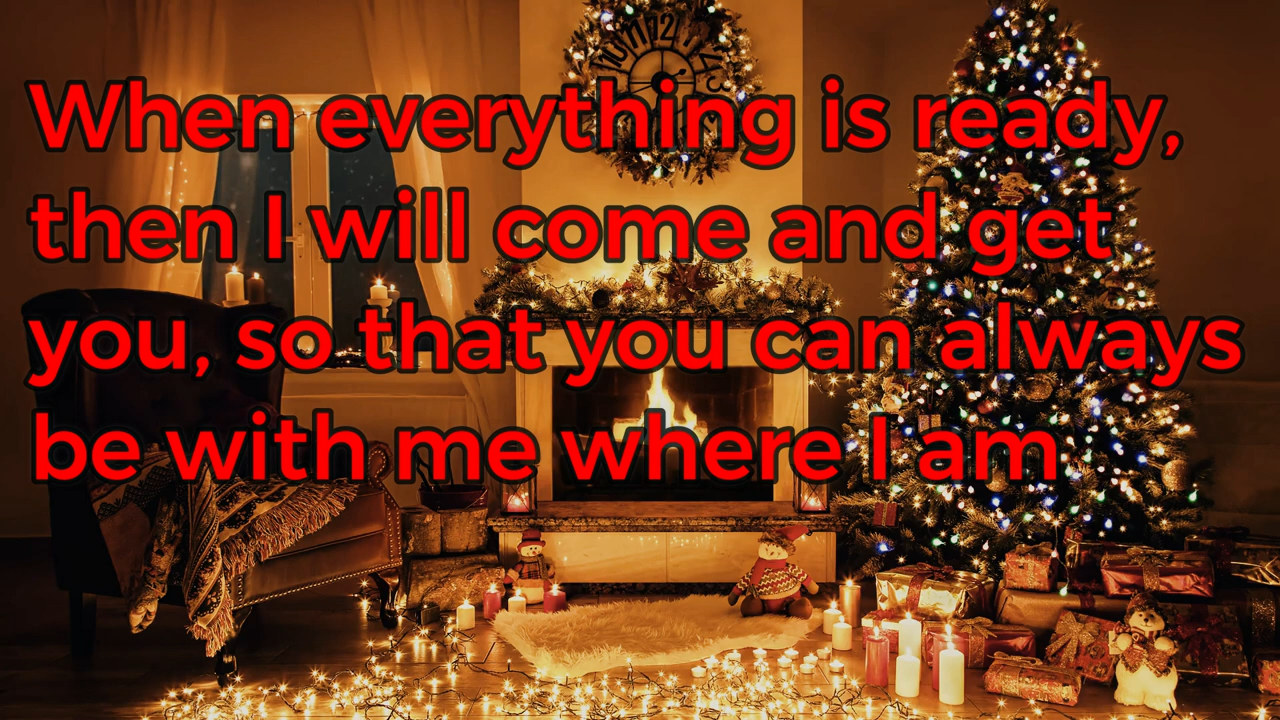 When everything is ready,
then I will come and get
you, so that you can always
be with me where I am